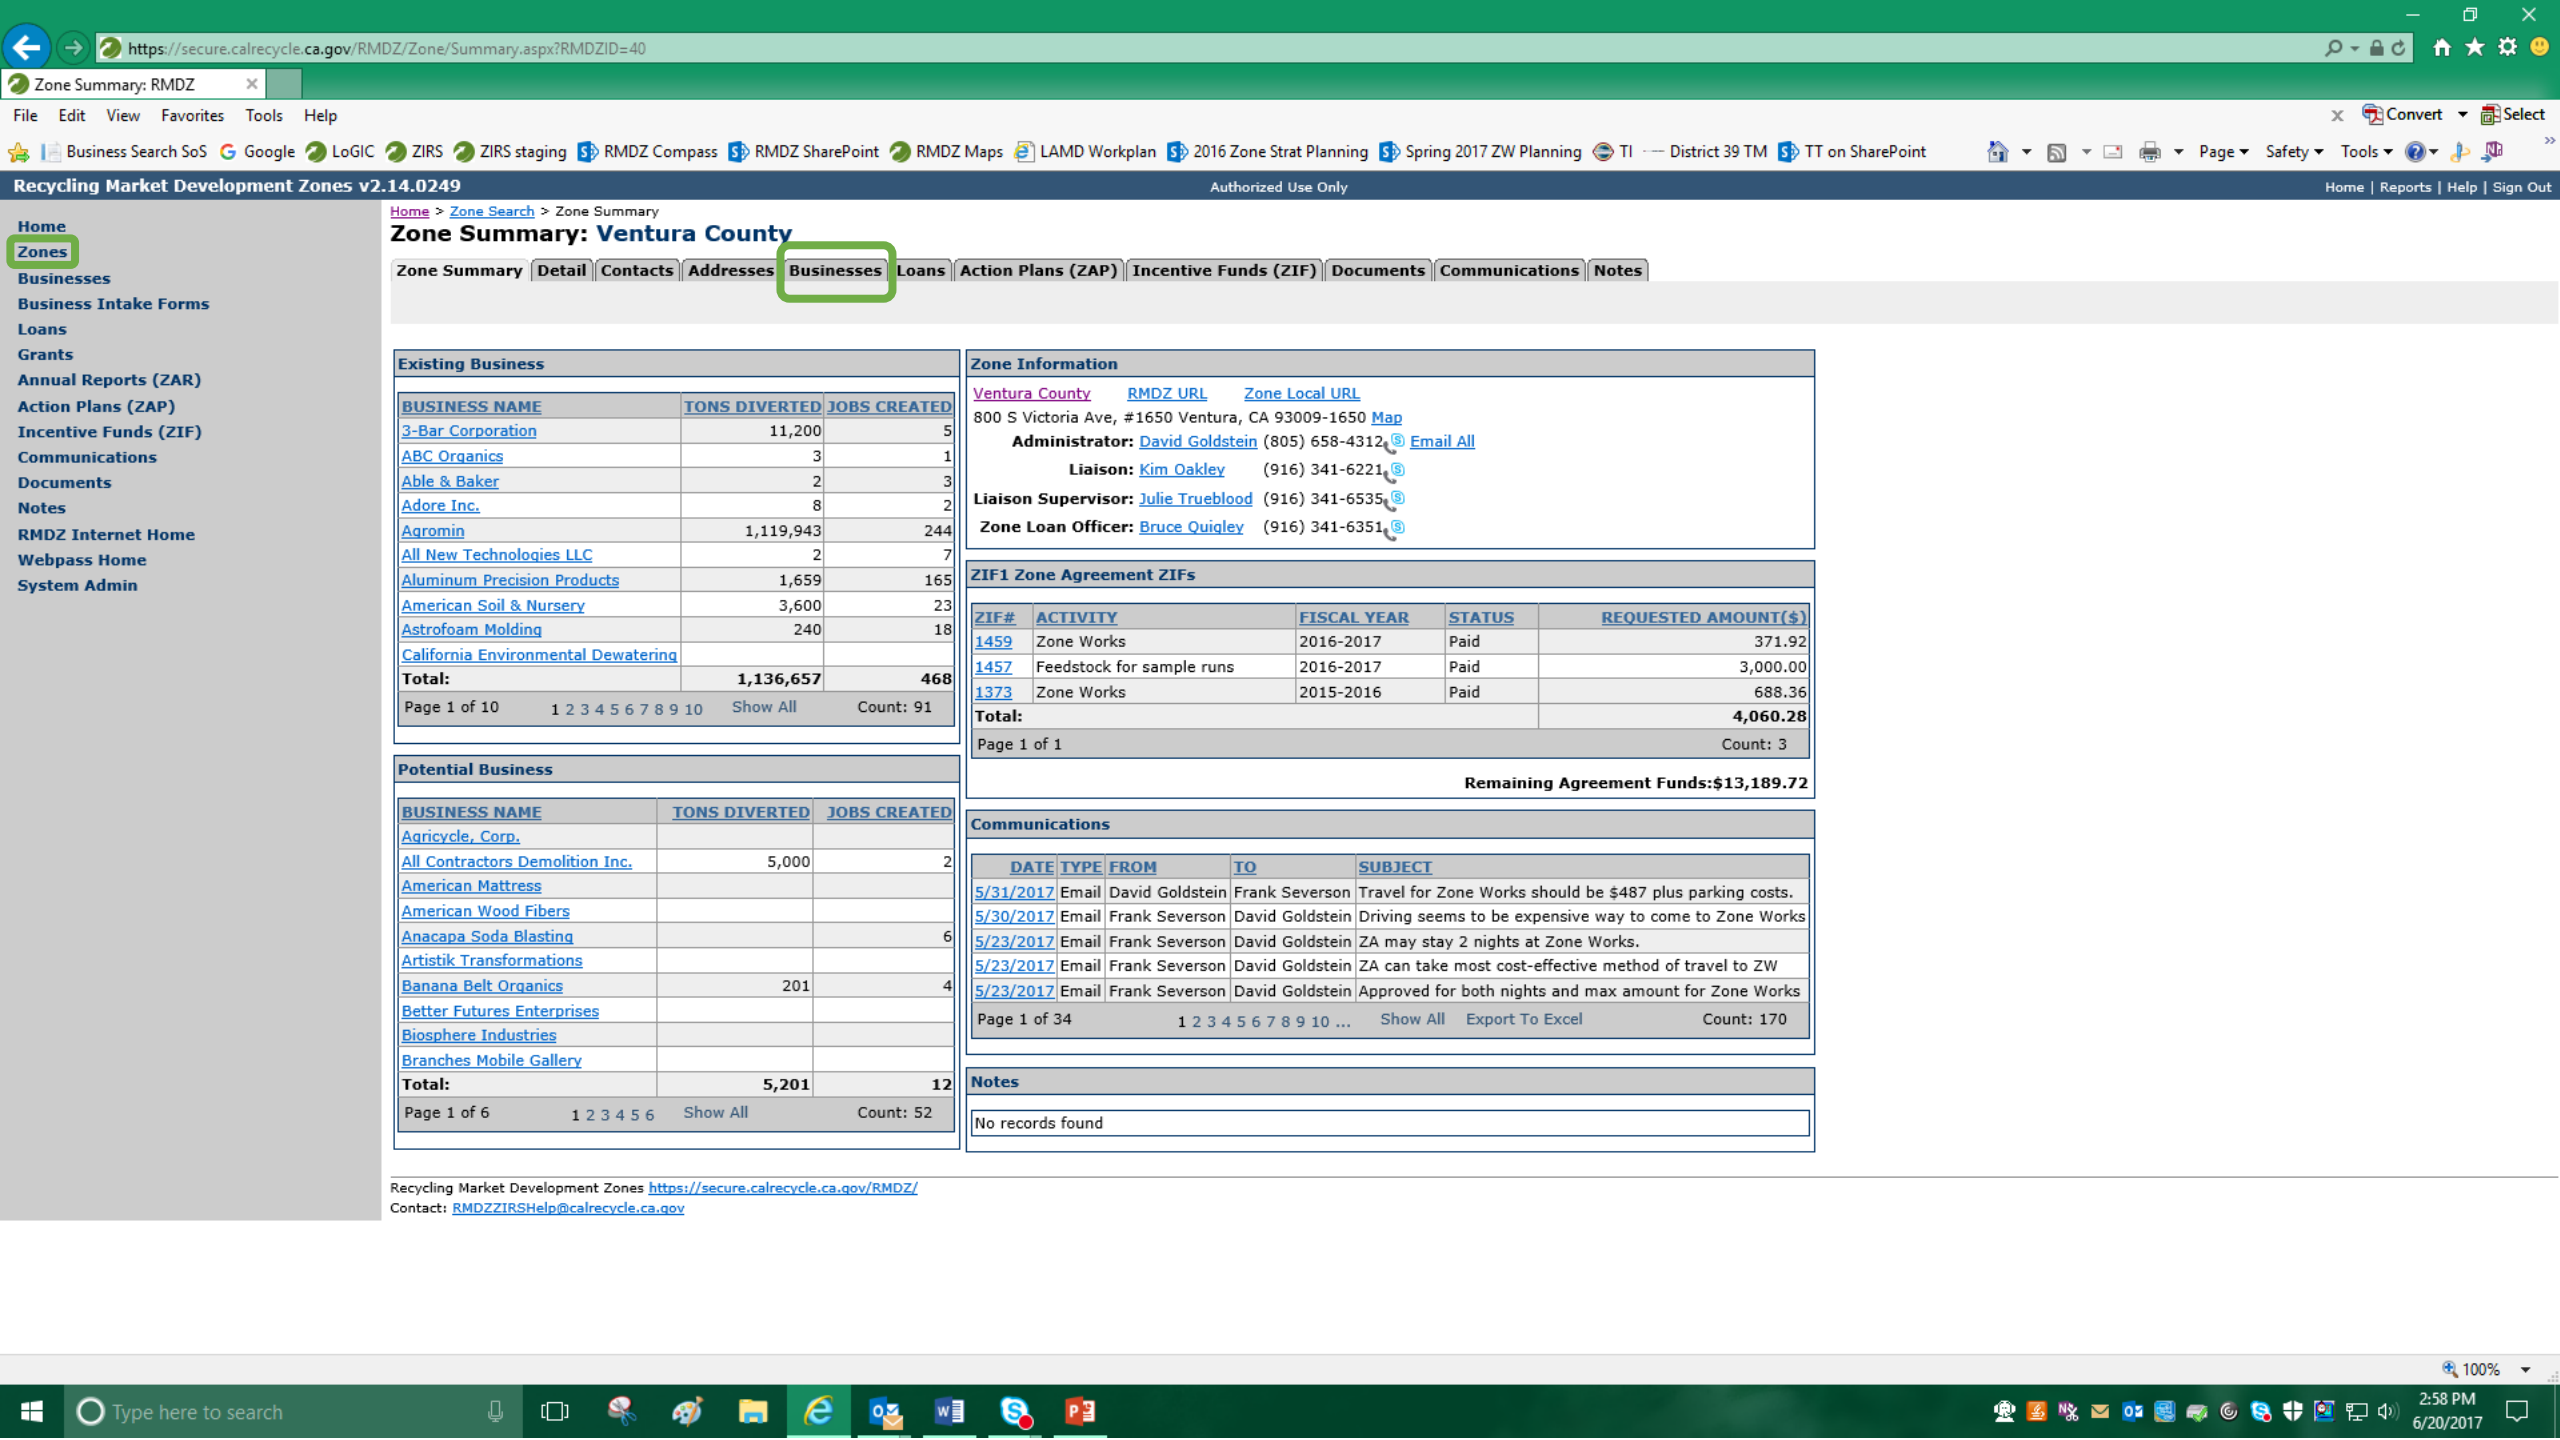 https://secure.calrecycle.ca.gov/RMDZ/Zone/Summary.aspx?RMDZID=40
Zone Summary: RMDZ
File Edit View Favorites Tools Help
Convert Select
Business Search SoS Google LoGIC ZIRS ZIRS staging RMDZ Compass RMDZ SharePoint RMDZ Maps LAMD Workplan 2016 Zone Strat Planning Spring 2017 ZW Planning TI District 39 TM TT on SharePoint Page Safety Tools
Recycling Market Development Zones v2.14.0249 Authorized Use Only Home | Reports | Help | Sign Out
Home
Zones
Businesses
Business Intake Forms
Loans
Grants
Annual Reports (ZAR)
Action Plans (ZAP)
Incentive Funds (ZIF)
Communications
Documents
Notes
RMDZ Internet Home
Webpass Home
System Admin
Home > Zone Search > Zone Summary
Zone Summary: Ventura County
Zone Summary Detail Contacts Addresses Businesses Loans Action Plans (ZAP) Incentive Funds (ZIF) Documents Communications Notes
Existing Business
BUSINESS NAME TONS DIVERTED JOBS CREATED
3-Bar Corporation 11,200 5
ABC Organics 3 1
Able & Baker 2 3
Adore Inc. 8 2
Agromin 1,119,943 244
All New Technologies LLC 2 7
Aluminum Precision Products 1,659 165
American Soil & Nursery 3,600 23
Astrofoam Molding 240 18
California Environmental Dewatering
Total: 1,136,657 468
Page 1 of 10 1 2 3 4 5 6 7 8 9 10 Show All Count: 91
Potential Business
BUSINESS NAME TONS DIVERTED JOBS CREATED
Agricycle, Corp.
All Contractors Demolition Inc. 5,000 2
American Mattress
American Wood Fibers
Anacapa Soda Blasting 6
Artistik Transformations
Banana Belt Organics 201 4
Better Futures Enterprises
Biosphere Industries
Branches Mobile Gallery
Total: 5,201 12
Page 1 of 6 1 2 3 4 5 6 Show All Count: 52
Zone Information
Ventura County RMDZ URL Zone Local URL
800 S Victoria Ave, #1650 Ventura, CA 93009-1650 Map
Administrator: David Goldstein (805) 658-4312 Email All
Liaison: Kim Oakley (916) 341-6221
Liaison Supervisor: Julie Trueblood (916) 341-6535
Zone Loan Officer: Bruce Quigley (916) 341-6351
ZIF1 Zone Agreement ZIFs
ZIF# ACTIVITY FISCAL YEAR STATUS REQUESTED AMOUNT($)
1459 Zone Works 2016-2017 Paid 371.92
1457 Feedstock for sample runs 2016-2017 Paid 3,000.00
1373 Zone Works 2015-2016 Paid 688.36
Total: 4,060.28
Page 1 of 1 Count: 3
Remaining Agreement Funds:$13,189.72
Communications
DATE TYPE FROM TO SUBJECT
5/31/2017 Email David Goldstein Frank Severson Travel for Zone Works should be $487 plus parking costs.
5/30/2017 Email Frank Severson David Goldstein Driving seems to be expensive way to come to Zone Works
5/23/2017 Email Frank Severson David Goldstein ZA may stay 2 nights at Zone Works.
5/23/2017 Email Frank Severson David Goldstein ZA can take most cost-effective method of travel to ZW
5/23/2017 Email Frank Severson David Goldstein Approved for both nights and max amount for Zone Works
Page 1 of 34 1 2 3 4 5 6 7 8 9 10 ... Show All Export To Excel Count: 170
Notes
No records found
Recycling Market Development Zones https://secure.calrecycle.ca.gov/RMDZ/
Contact: RMDZZIRSHelp@calrecycle.ca.gov
100%
Type here to search
2:58 PM
6/20/2017